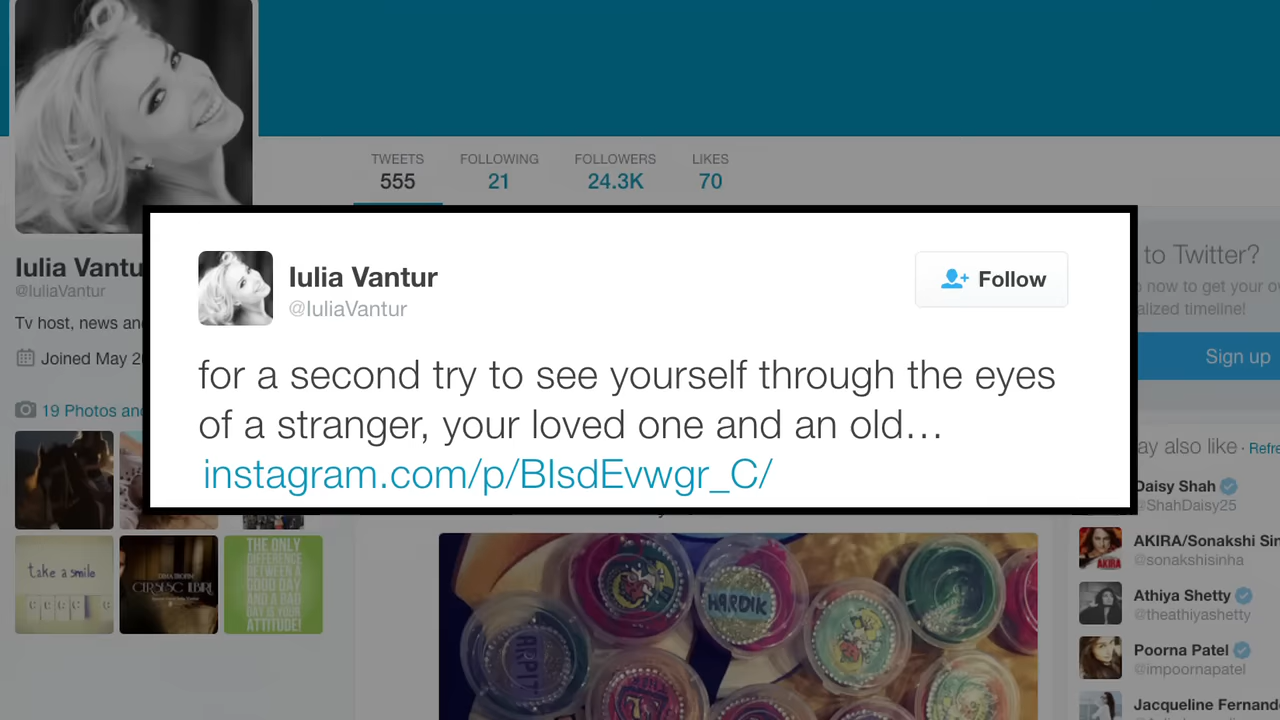 TWEETS FOLLOWING FOLLOWERS LIKES
555 21 24.3K 70
Iulia Vantu
@IuliaVantur
Tv host, news an
Joined May 2
19 Photos and
Iulia Vantur
@IuliaVantur
Follow
for a second try to see yourself through the eyes
of a stranger, your loved one and an old…
instagram.com/p/BIsdEvwgr_C/
to Twitter?
now to get your o
alized timeline!
Sign up
ay also like · Refre
Daisy Shah
@ShahDaisy25
AKIRA/Sonakshi Sin
@sonakshisinha
Athiya Shetty
@theathiyashetty
Poorna Patel
@impoornapatel
Jacqueline Fernand
AKIRA
take a smile
THE ONLY
DIFFERENCE
BETWEEN A
GOOD DAY
AND A BAD
DAY IS YOUR
ATTITUDE!
HARDIK
ARPIT